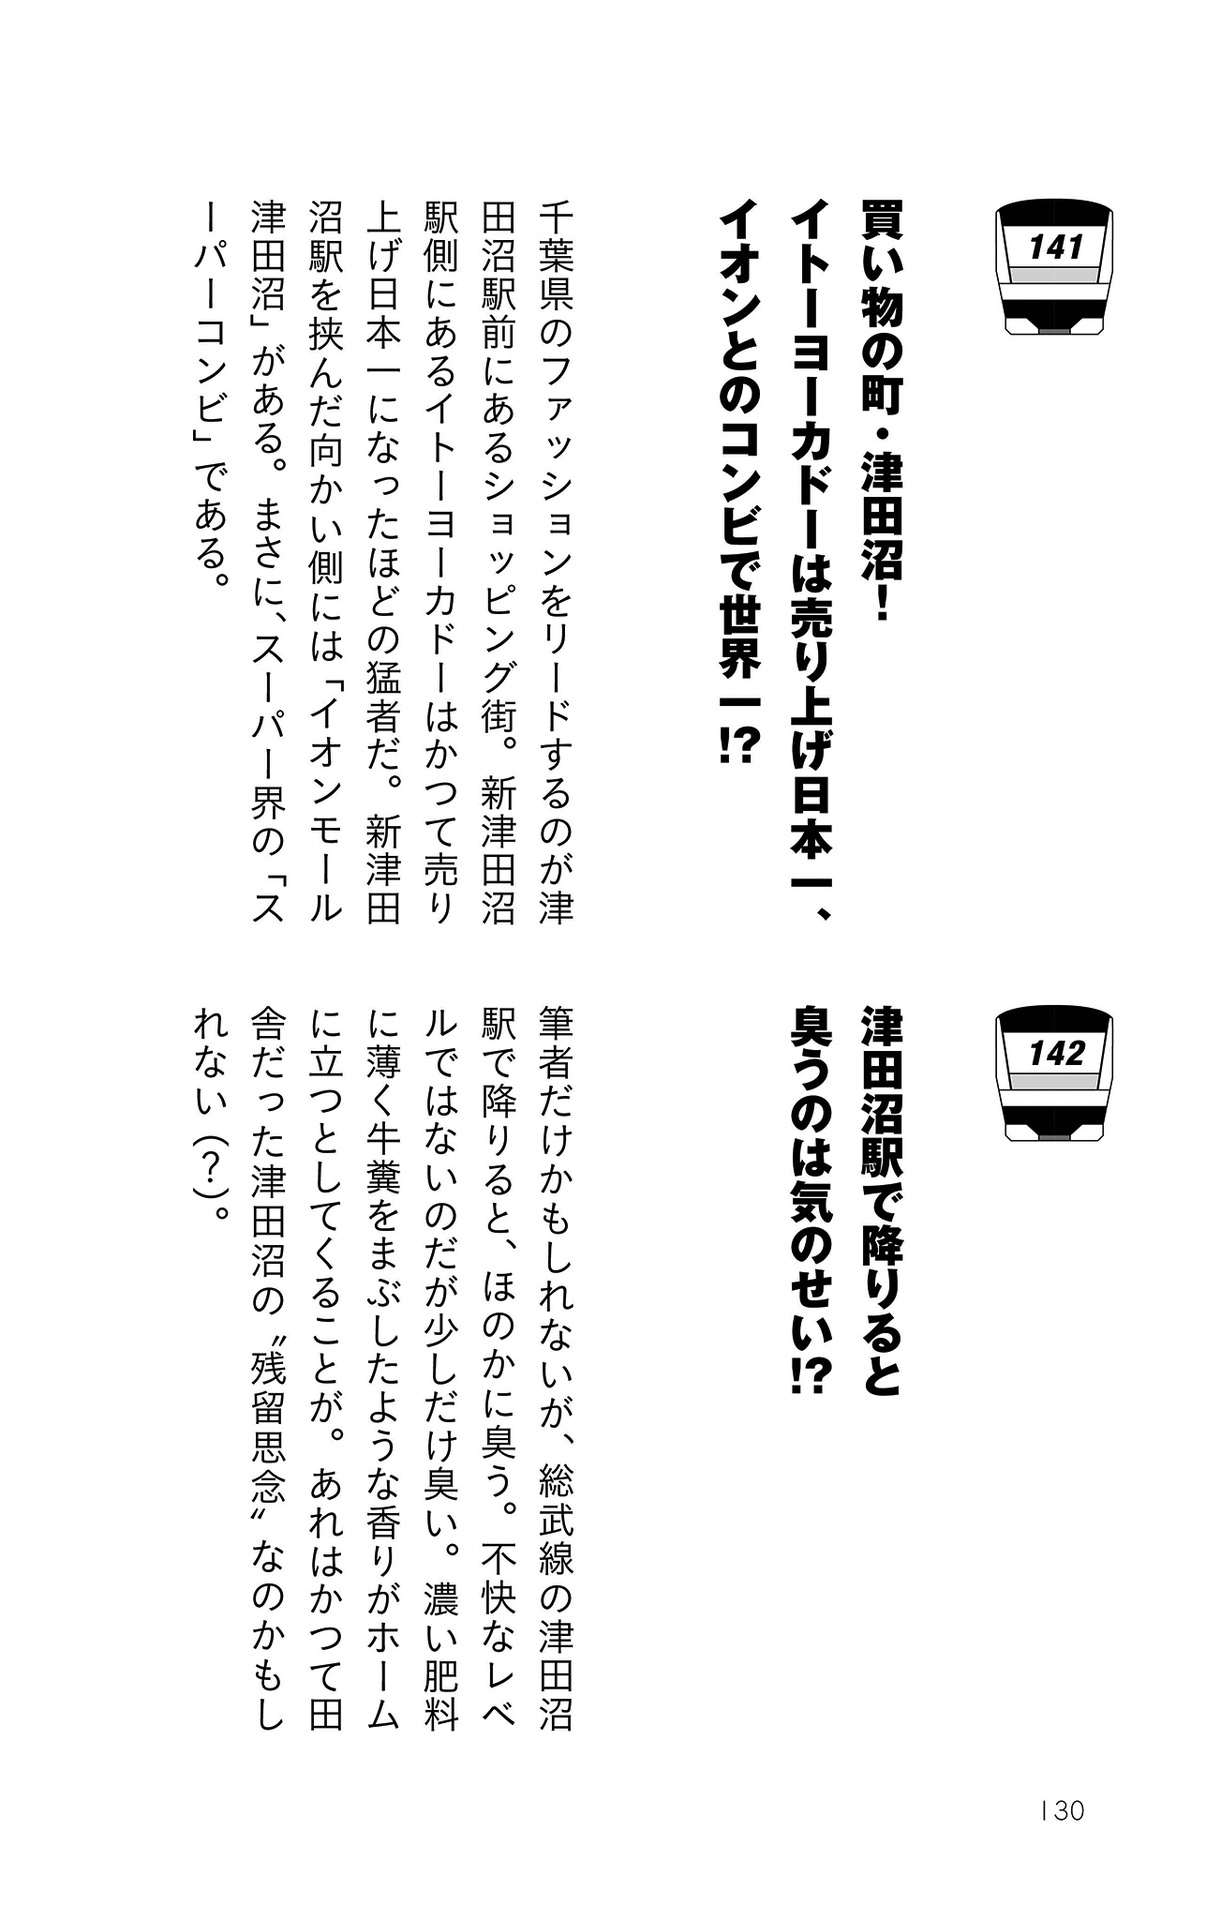 141
買い物の町・津田沼！
イトーヨーカドーは売り上げ日本一、
イオンとのコンビで世界一!?
千葉県のファッションをリードするのが津
田沼駅前にあるショッピング街。新津田沼
駅側にあるイトーヨーカドーはかつて売り
上げ日本一になったほどの猛者だ。新津田
沼駅を挟んだ向かい側には「イオンモール
津田沼」がある。まさに、スーパー界の「ス
ーパーコンビ」である。
142
津田沼駅で降りると
臭うのは気のせい!?
筆者だけかもしれないが、総武線の津田沼
駅で降りると、ほのかに臭う。不快なレベ
ルではないのだが少しだけ臭い。濃い肥料
に薄く牛糞をまぶしたような香りがホーム
に立つとしてくることが。あれはかつて田
舎だった津田沼の〝残留思念〟なのかもし
れない（？）。
130